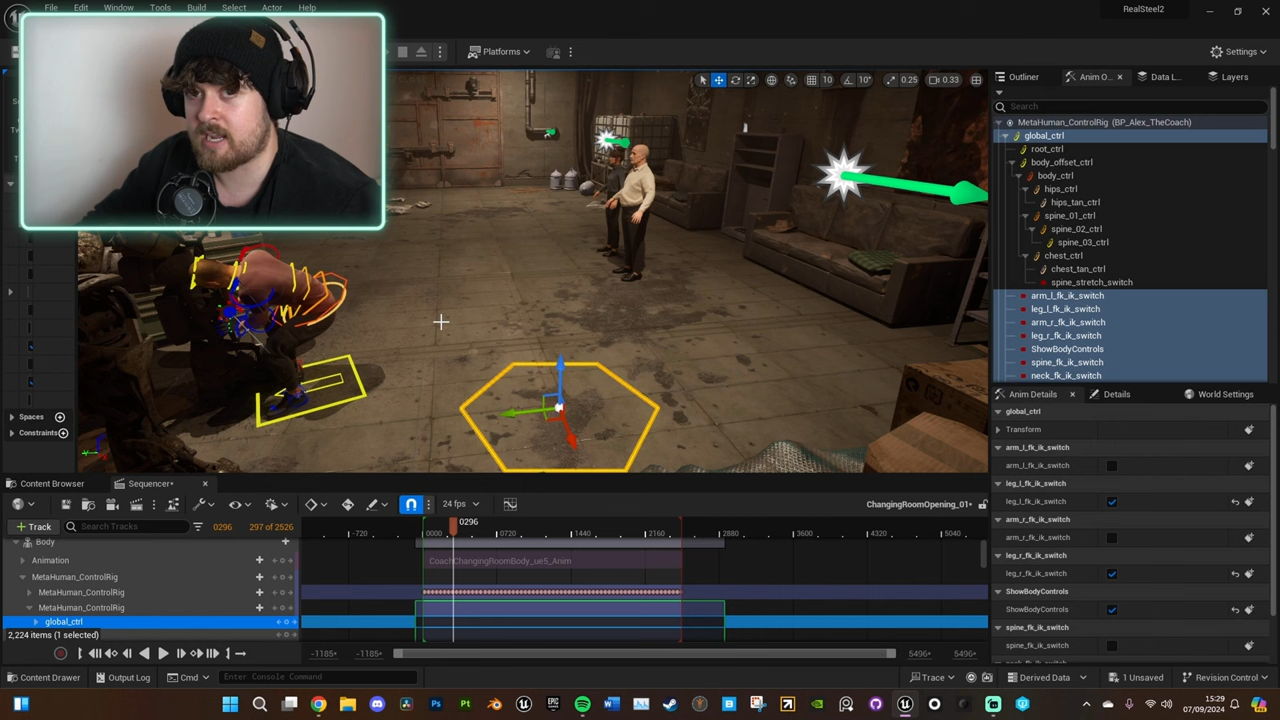 File Edit Window Tools Build Select Actor Help
RealSteel2
Platforms
Settings
10
10°
0.25
0.33
Outliner
Anim O...
Data L...
Layers
Search
MetaHuman_ControlRig (BP_Alex_TheCoach)
global_ctrl
root_ctrl
body_offset_ctrl
body_ctrl
hips_ctrl
hips_tan_ctrl
spine_01_ctrl
spine_02_ctrl
spine_03_ctrl
chest_ctrl
chest_tan_ctrl
spine_stretch_switch
arm_l_fk_ik_switch
leg_l_fk_ik_switch
arm_r_fk_ik_switch
leg_r_fk_ik_switch
ShowBodyControls
spine_fk_ik_switch
neck_fk_ik_switch
Anim Details
Details
World Settings
global_ctrl
Transform
arm_l_fk_ik_switch
arm_l_fk_ik_switch
leg_l_fk_ik_switch
leg_l_fk_ik_switch
arm_r_fk_ik_switch
arm_r_fk_ik_switch
leg_r_fk_ik_switch
leg_r_fk_ik_switch
ShowBodyControls
ShowBodyControls
spine_fk_ik_switch
spine_fk_ik_switch
Spaces
Constraints
Content Browser
Sequencer*
24 fps
ChangingRoomOpening_01*
Track
Search Tracks
0296
297 of 2526
0296
-720
0000
0720
1440
2160
2880
3600
4320
5040
Body
Animation
CoachChangingRoomBody_ue5_Anim
MetaHuman_ControlRig
MetaHuman_ControlRig
MetaHuman_ControlRig
global_ctrl
2,224 items (1 selected)
-1185*
-1185*
5496*
5496*
Content Drawer
Output Log
Cmd
Enter Console Command
Trace
Derived Data
1 Unsaved
Revision Control
15:29
07/09/2024